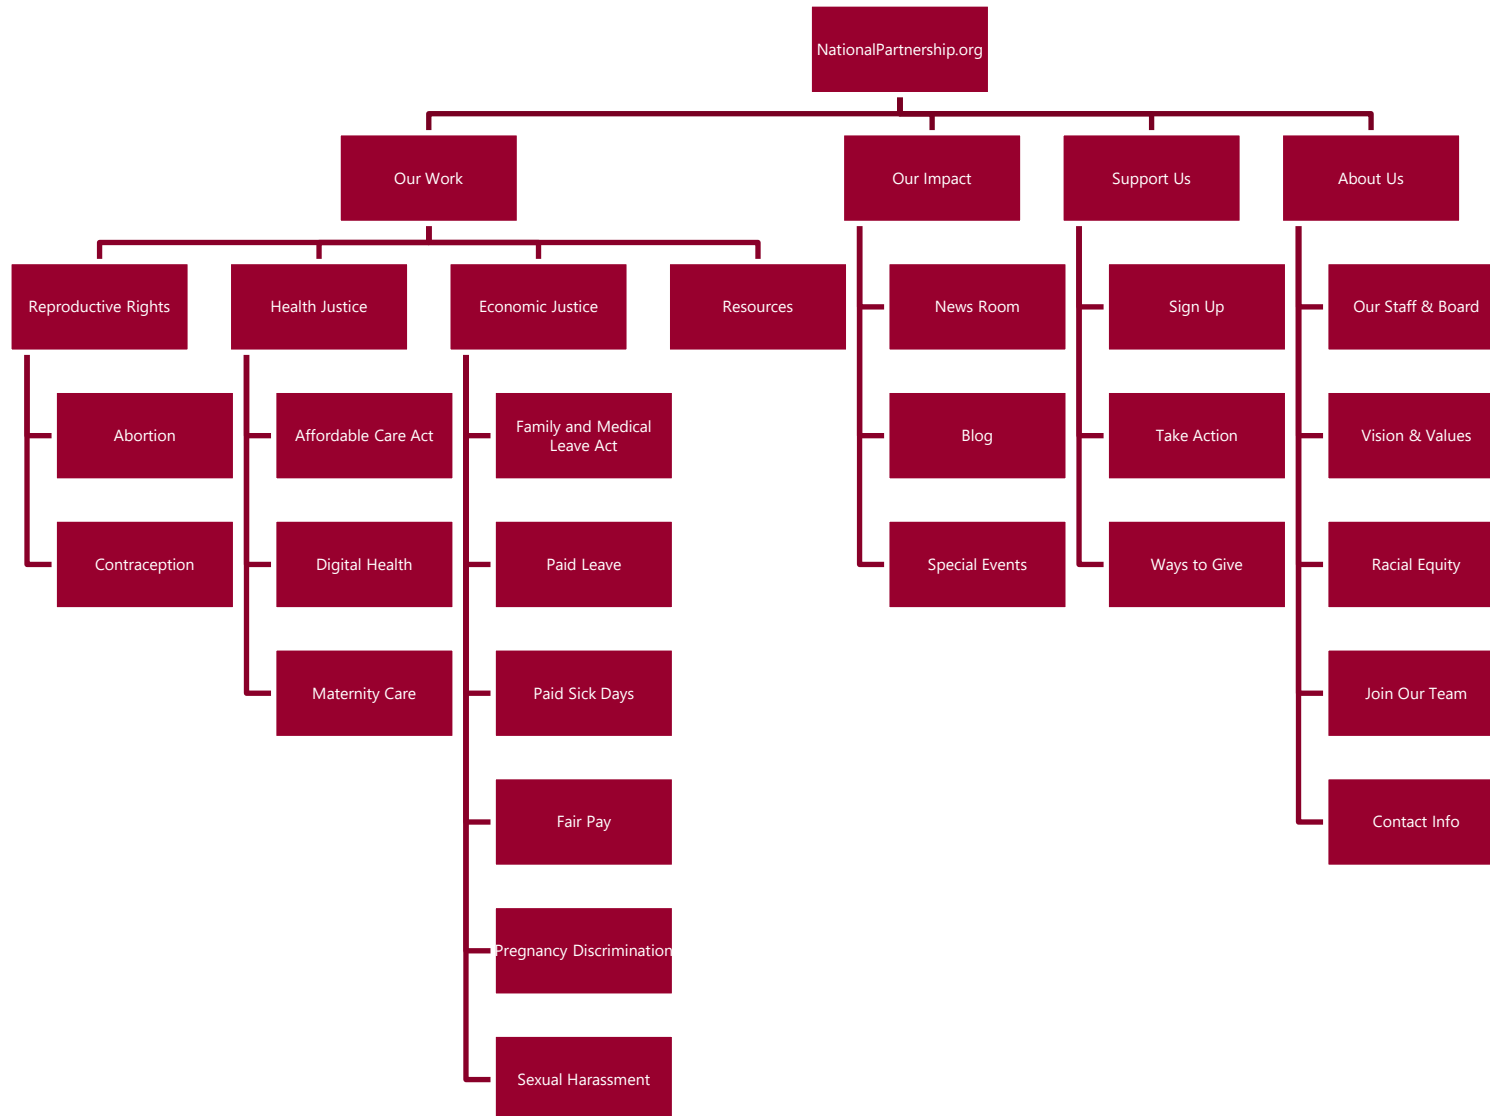 NationalPartnership.org
Our Work
Our Impact
Support Us
About Us
Reproductive Rights
Health Justice
Economic Justice
Resources
News Room
Sign Up
Our Staff & Board
Abortion
Affordable Care Act
Family and Medical
Leave Act
Blog
Take Action
Vision & Values
Contraception
Digital Health
Paid Leave
Special Events
Ways to Give
Racial Equity
Maternity Care
Paid Sick Days
Join Our Team
Fair Pay
Contact Info
Pregnancy Discrimination
Sexual Harassment